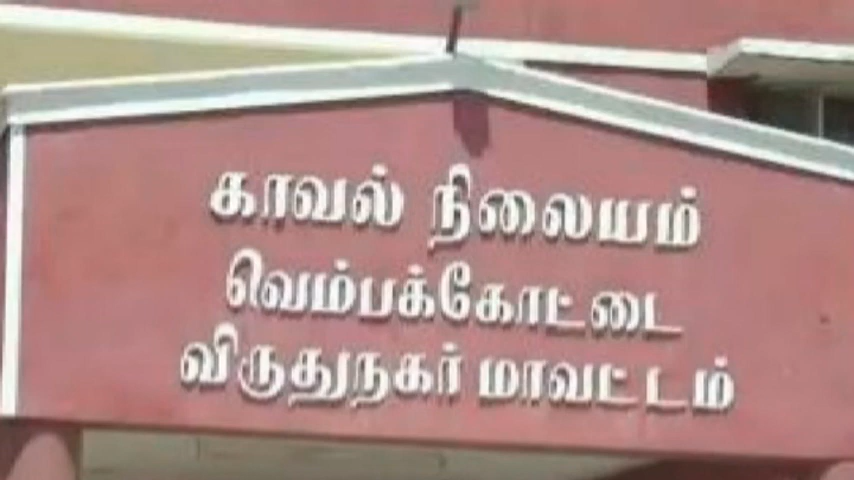 காவல் நிலையம்
வெம்பக்கோட்டை
விருதுநகர் மாவட்டம்